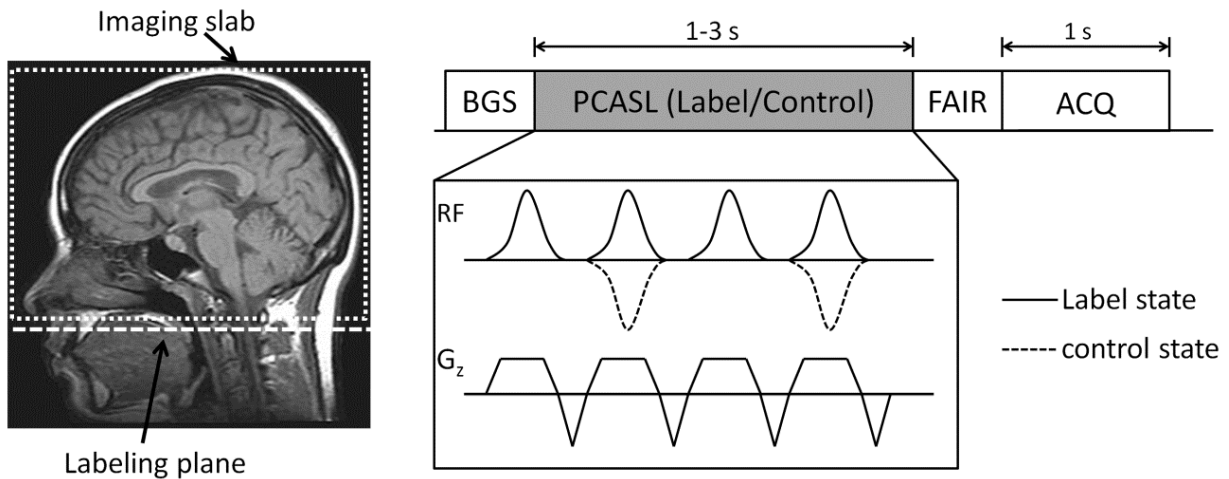 Imaging slab
Labeling plane
1-3 s
1 s
BGS
PCASL (Label/Control)
FAIR
ACQ
RF
Gz
Label state
control state